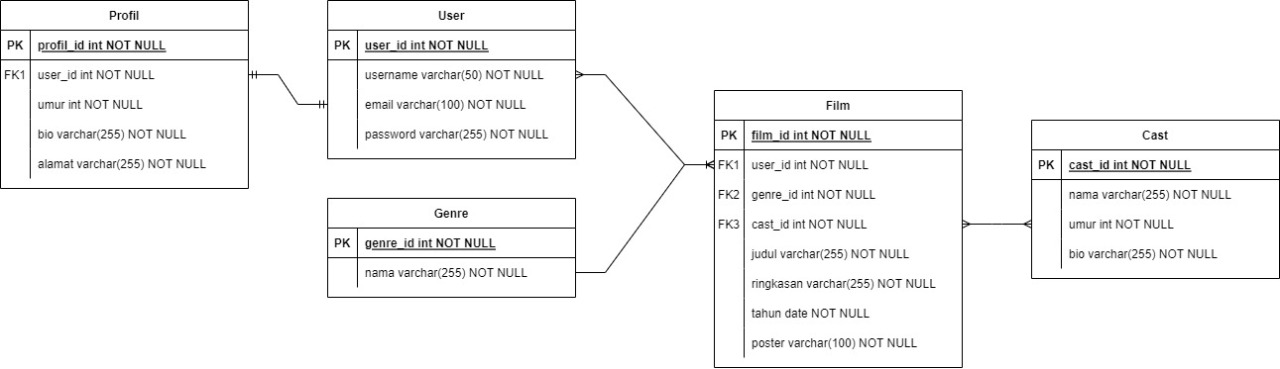 Profil
PK profil_id int NOT NULL
FK1 user_id int NOT NULL
umur int NOT NULL
bio varchar(255) NOT NULL
alamat varchar(255) NOT NULL
User
PK user_id int NOT NULL
username varchar(50) NOT NULL
email varchar(100) NOT NULL
password varchar(255) NOT NULL
Genre
PK genre_id int NOT NULL
nama varchar(255) NOT NULL
Film
PK film_id int NOT NULL
FK1 user_id int NOT NULL
FK2 genre_id int NOT NULL
FK3 cast_id int NOT NULL
judul varchar(255) NOT NULL
ringkasan varchar(255) NOT NULL
tahun date NOT NULL
poster varchar(100) NOT NULL
Cast
PK cast_id int NOT NULL
nama varchar(255) NOT NULL
umur int NOT NULL
bio varchar(255) NOT NULL